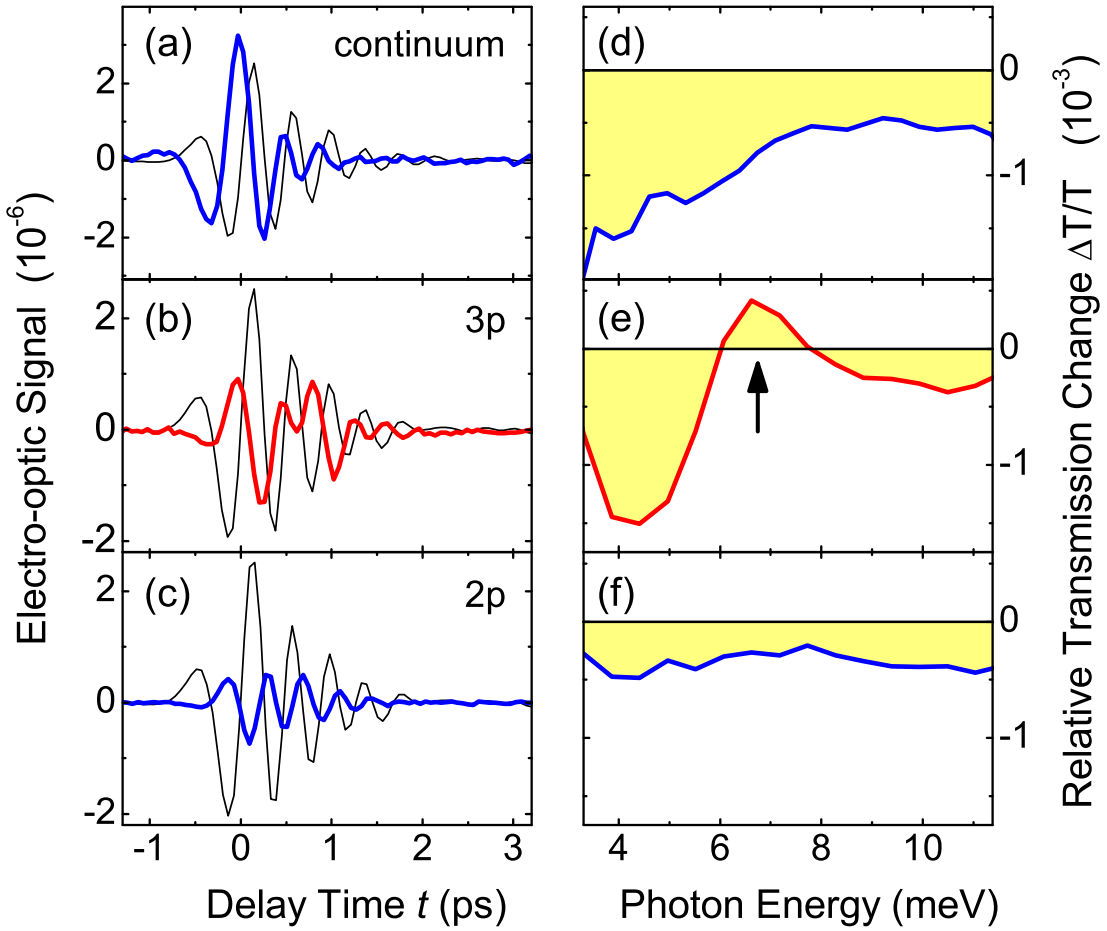 (a) continuum
2
0
-2
(b) 3p
2
0
-2
(c) 2p
2
0
-2
-1 0 1 2 3
Delay Time t (ps)
Electro-optic Signal (10⁻⁶)
(d)
0
-1
(e)
0
-1
(f)
0
-1
4 6 8 10
Photon Energy (meV)
Relative Transmission Change ΔT/T (10⁻³)